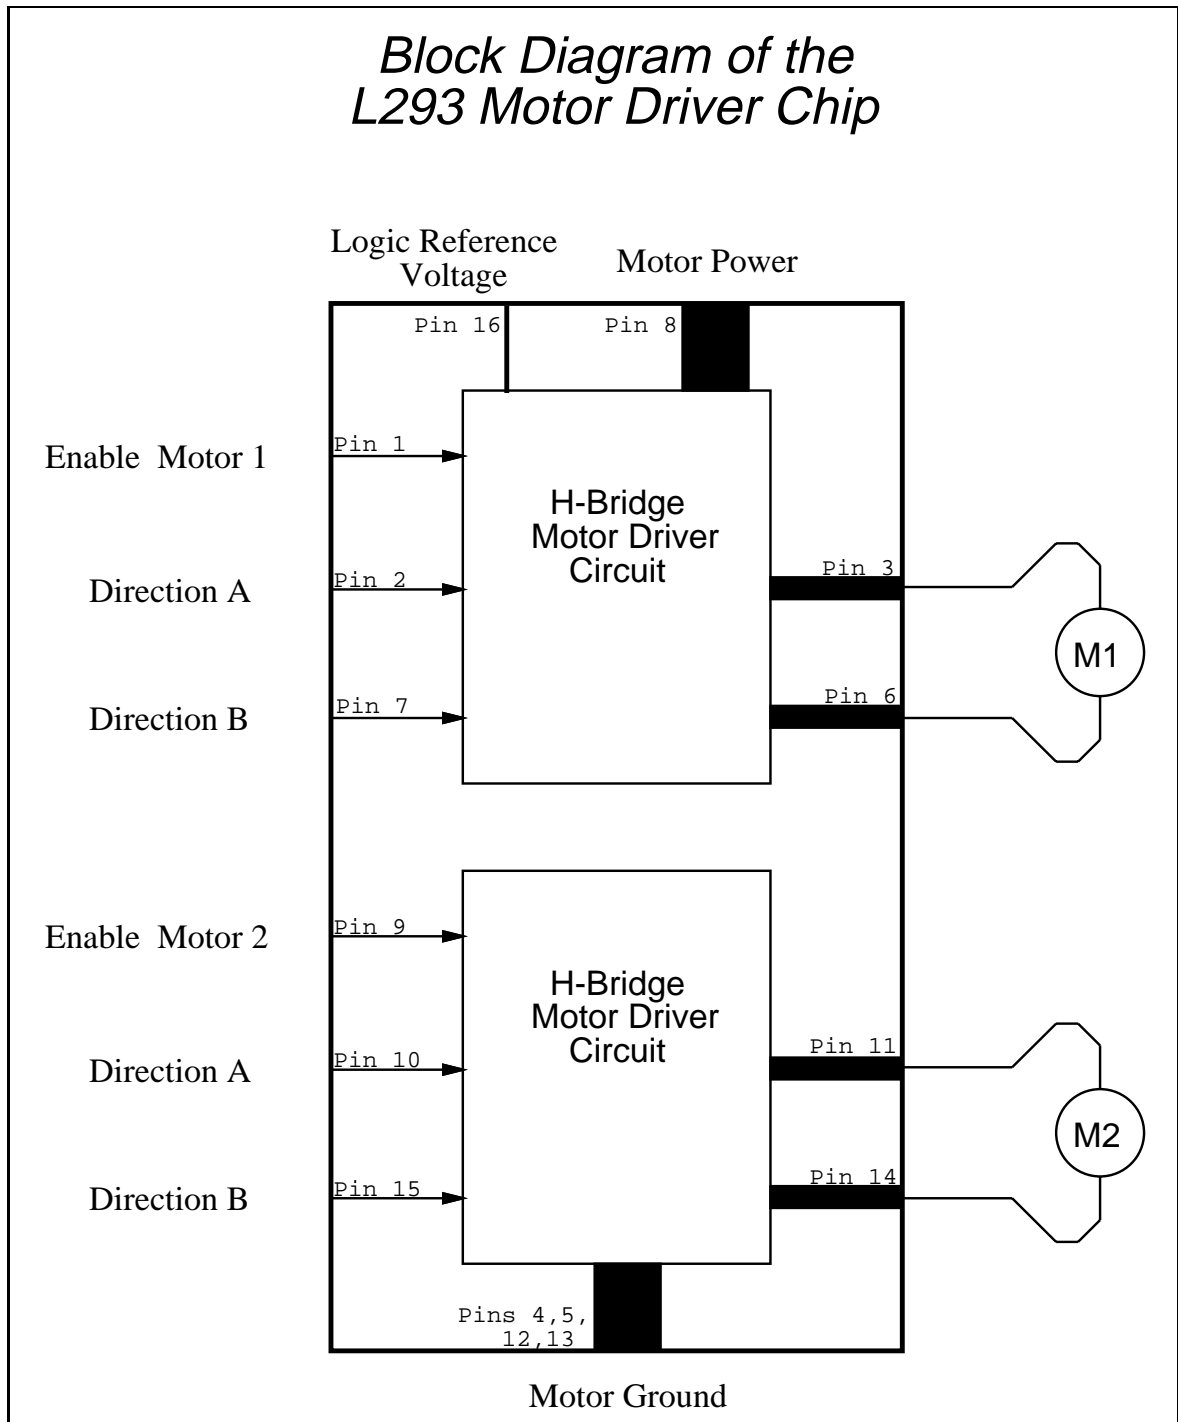 Block Diagram of the
L293 Motor Driver Chip
Logic Reference
Voltage
Motor Power
Pin 16
Pin 8
Enable Motor 1
Pin 1
H-Bridge
Motor Driver
Circuit
Direction A
Pin 2
Pin 3
M1
Direction B
Pin 7
Pin 6
Enable Motor 2
Pin 9
H-Bridge
Motor Driver
Circuit
Direction A
Pin 10
Pin 11
M2
Direction B
Pin 15
Pin 14
Pins 4,5,
12,13
Motor Ground